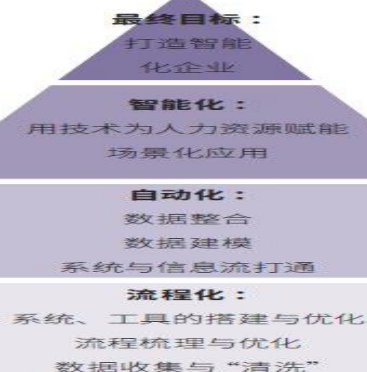 最终目标：
打造智能
化企业
智能化：
用技术为人力资源赋能
场景化应用
自动化：
数据整合
数据建模
系统与信息流打通
流程化：
系统、工具的搭建与优化
流程梳理与优化
数据收集与“清洗”